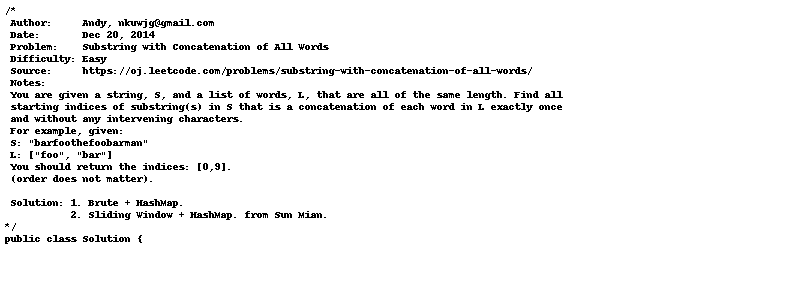 /*
Author: Andy, nkuwjg@gmail.com
Date: Dec 20, 2014
Problem: Substring with Concatenation of All Words
Difficulty: Easy
Source: https://oj.leetcode.com/problems/substring-with-concatenation-of-all-words/
Notes:
You are given a string, S, and a list of words, L, that are all of the same length. Find all
starting indices of substring(s) in S that is a concatenation of each word in L exactly once
and without any intervening characters.
For example, given:
S: "barfoothefoobarman"
L: ["foo", "bar"]
You should return the indices: [0,9].
(order does not matter).
Solution: 1. Brute + HashMap.
2. Sliding Window + HashMap. from Sun Mian.
*/
public class Solution {